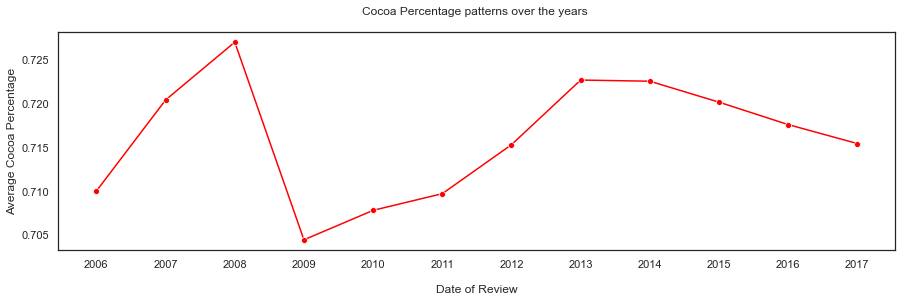 Cocoa Percentage patterns over the years
Average Cocoa Percentage
0.725
0.720
0.715
0.710
0.705
2006 2007 2008 2009 2010 2011 2012 2013 2014 2015 2016 2017
Date of Review